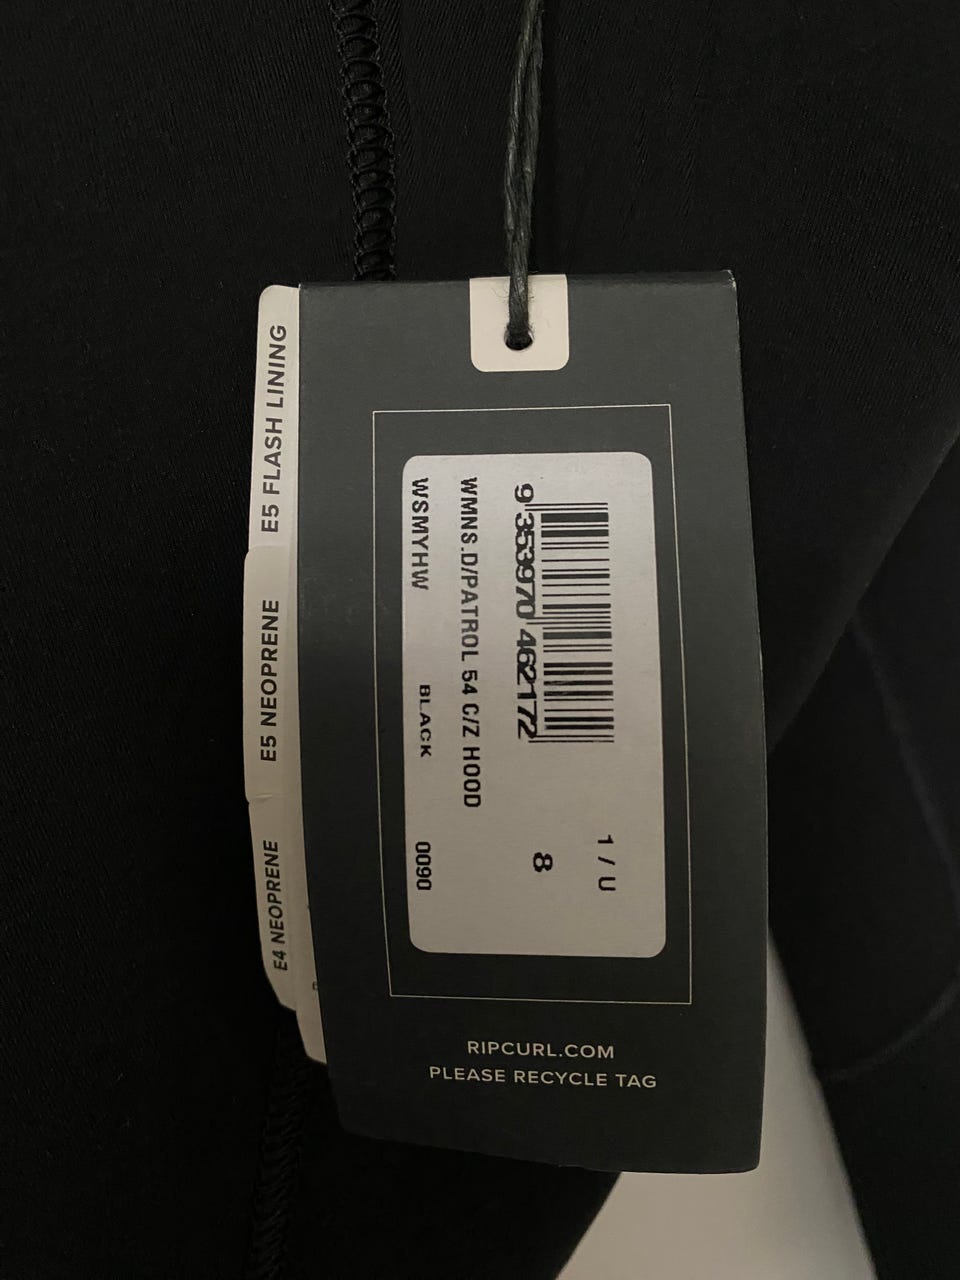 E5 FLASH LINING
E5 NEOPRENE
E4 NEOPRENE
1 / U
9 353970 462172
8
WMNS.D/PATROL 54 C/Z HOOD
WSMYHW BLACK 0090
RIPCURL.COM
PLEASE RECYCLE TAG